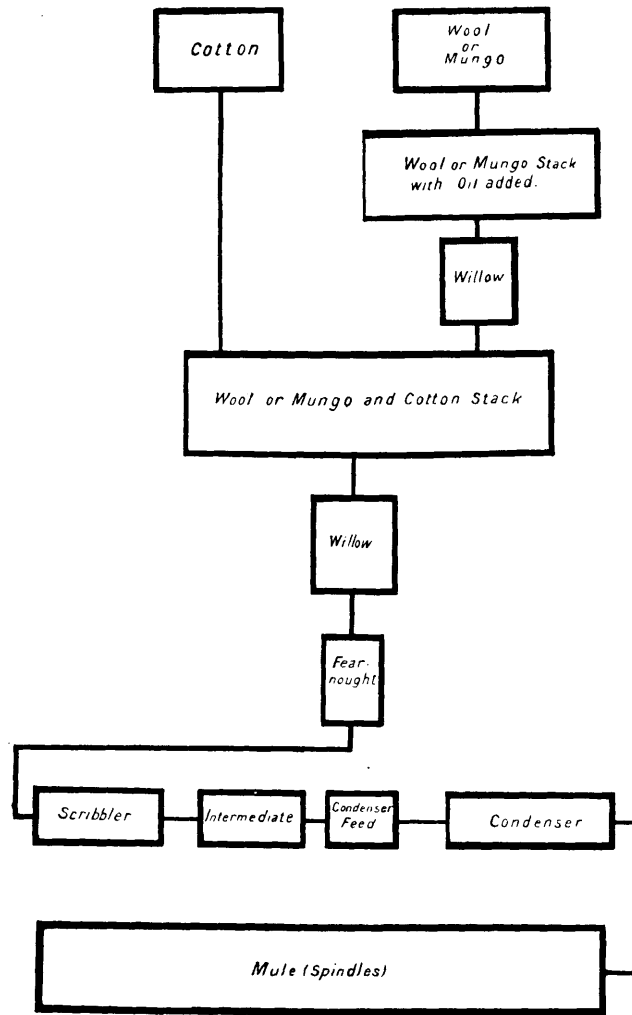 Cotton
Wool
or
Mungo
Wool or Mungo Stack
with Oil added.
Willow
Wool or Mungo and Cotton Stack
Willow
Fear-
nought
Scribbler
Intermediate
Condenser
Feed
Condenser
Mule (Spindles)